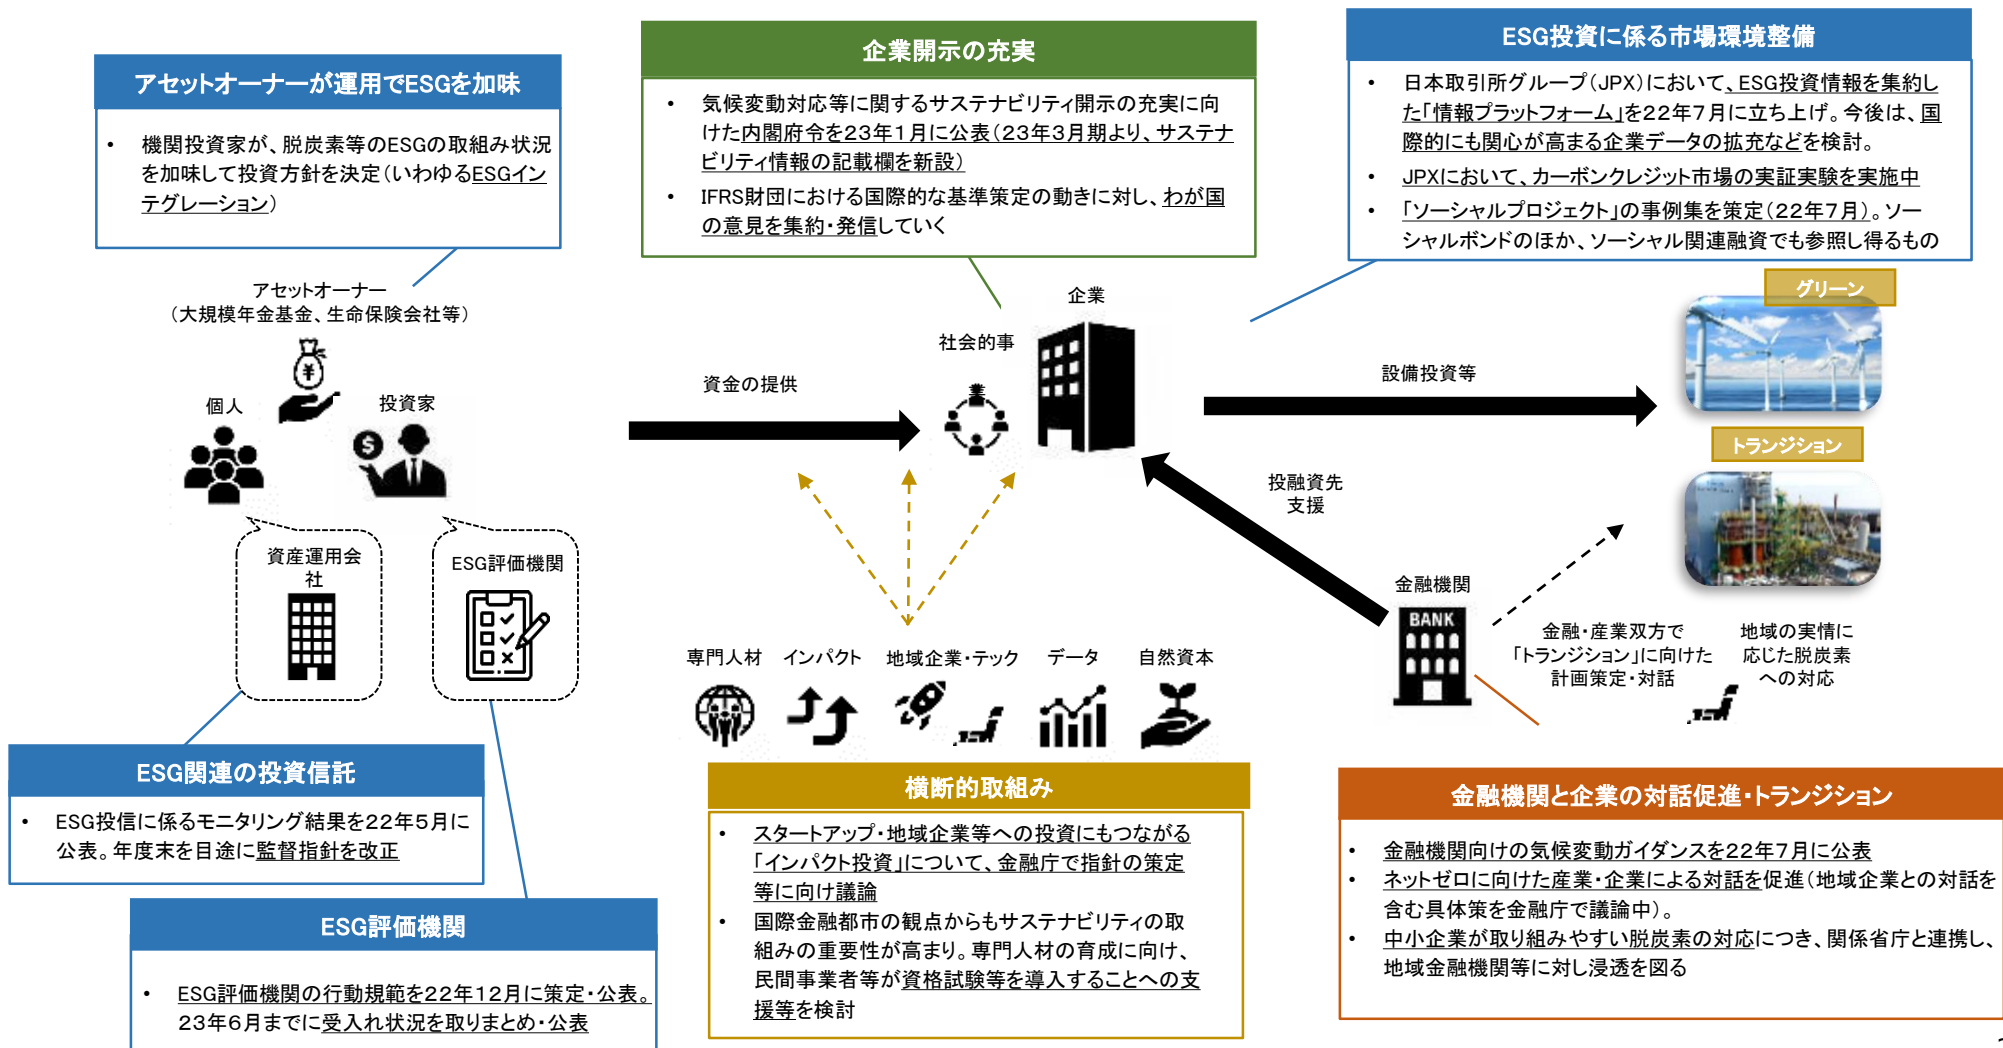 アセットオーナーが運用でESGを加味
• 機関投資家が、脱炭素等のESGの取組み状況
を加味して投資方針を決定(いわゆるESGイン
テグレーション)
企業開示の充実
• 気候変動対応等に関するサステナビリティ開示の充実に向
けた内閣府令を23年1月に公表(23年3月期より、サステナ
ビリティ情報の記載欄を新設)
• IFRS財団における国際的な基準策定の動きに対し、わが国
の意見を集約・発信していく
ESG投資に係る市場環境整備
• 日本取引所グループ(JPX)において、ESG投資情報を集約し
た「情報プラットフォーム」を22年7月に立ち上げ。今後は、国
際的にも関心が高まる企業データの拡充などを検討。
• JPXにおいて、カーボンクレジット市場の実証実験を実施中
• 「ソーシャルプロジェクト」の事例集を策定(22年7月)。ソー
シャルボンドのほか、ソーシャル関連融資でも参照し得るもの
アセットオーナー
(大規模年金基金、生命保険会社等)
¥
個人
投資家
$
資産運用会
社
ESG評価機関
資金の提供
社会的事
業
企業
設備投資等
グリーン
トランジション
投融資先
支援
金融機関
BANK
金融・産業双方で
「トランジション」に向けた
計画策定・対話
地域の実情に
応じた脱炭素
への対応
専門人材
インパクト
地域企業・テック
データ
自然資本
ESG関連の投資信託
• ESG投信に係るモニタリング結果を22年5月に
公表。年度末を目途に監督指針を改正
ESG評価機関
• ESG評価機関の行動規範を22年12月に策定・公表。
23年6月までに受入れ状況を取りまとめ・公表
横断的取組み
• スタートアップ・地域企業等への投資にもつながる
「インパクト投資」について、金融庁で指針の策定
等に向け議論
• 国際金融都市の観点からもサステナビリティの取
組みの重要性が高まり。専門人材の育成に向け、
民間事業者等が資格試験等を導入することへの支
援等を検討
金融機関と企業の対話促進・トランジション
• 金融機関向けの気候変動ガイダンスを22年7月に公表
• ネットゼロに向けた産業・企業による対話を促進(地域企業との対話を
含む具体策を金融庁で議論中)。
• 中小企業が取り組みやすい脱炭素の対応につき、関係省庁と連携し、
地域金融機関等に対し浸透を図る